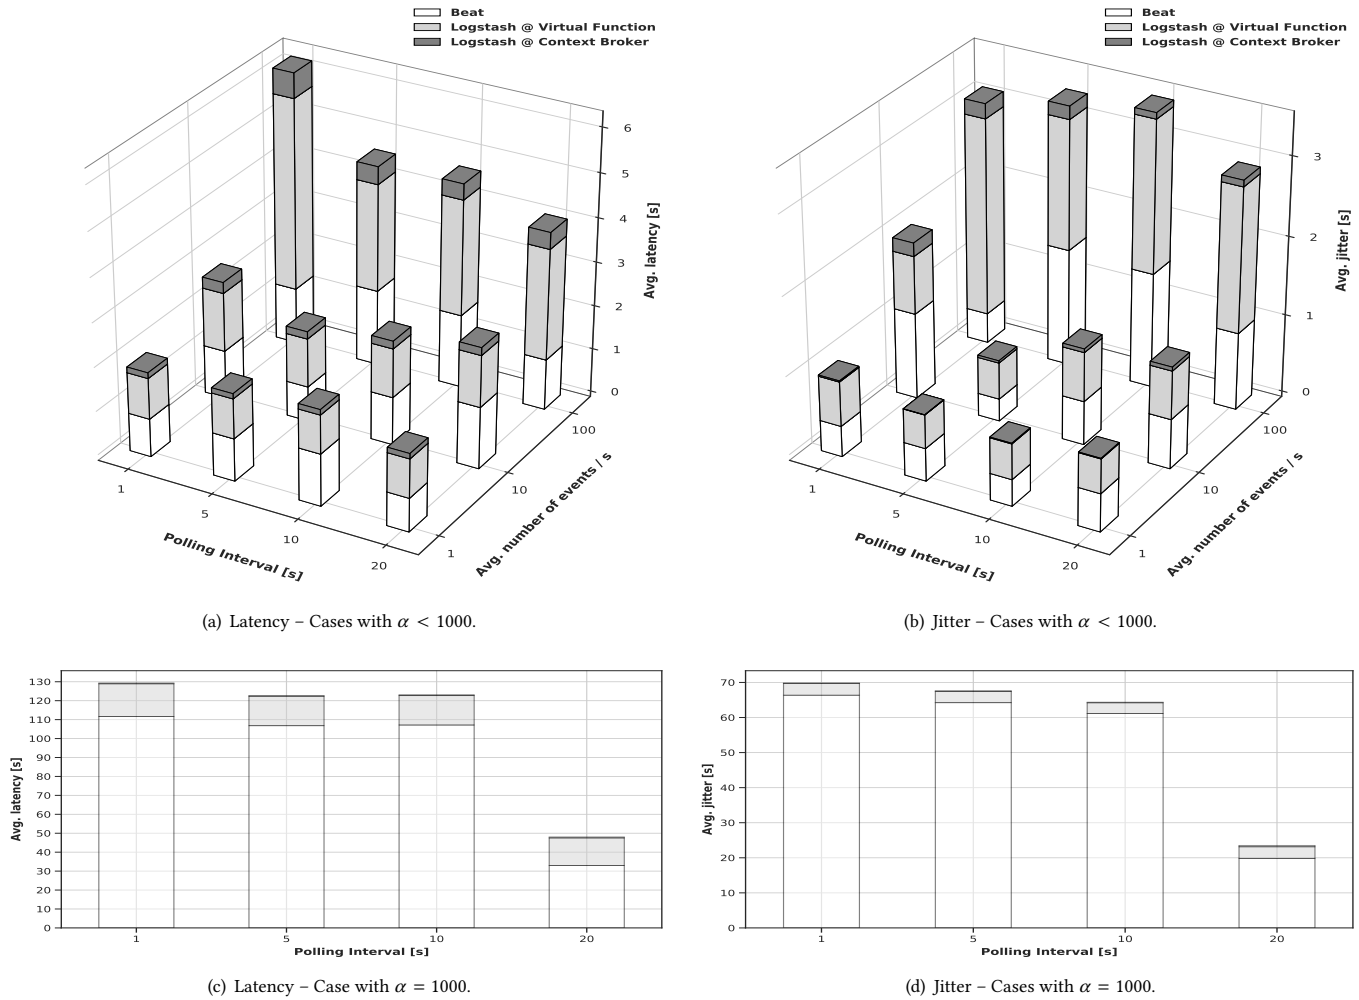 Beat
Logstash @ Virtual Function
Logstash @ Context Broker
6
5
4
3
2
1
0
Avg. latency [s]
100
10
1
Avg. number of events / s
1
5
10
20
Polling Interval [s]
(a) Latency – Cases with α < 1000.
Beat
Logstash @ Virtual Function
Logstash @ Context Broker
3
2
1
0
Avg. jitter [s]
100
10
1
Avg. number of events / s
1
5
10
20
Polling Interval [s]
(b) Jitter – Cases with α < 1000.
130
120
110
100
90
80
70
60
50
40
30
20
10
0
Avg. latency [s]
1
5
10
20
Polling Interval [s]
(c) Latency – Case with α = 1000.
70
60
50
40
30
20
10
0
Avg. jitter [s]
1
5
10
20
Polling Interval [s]
(d) Jitter – Cases with α = 1000.